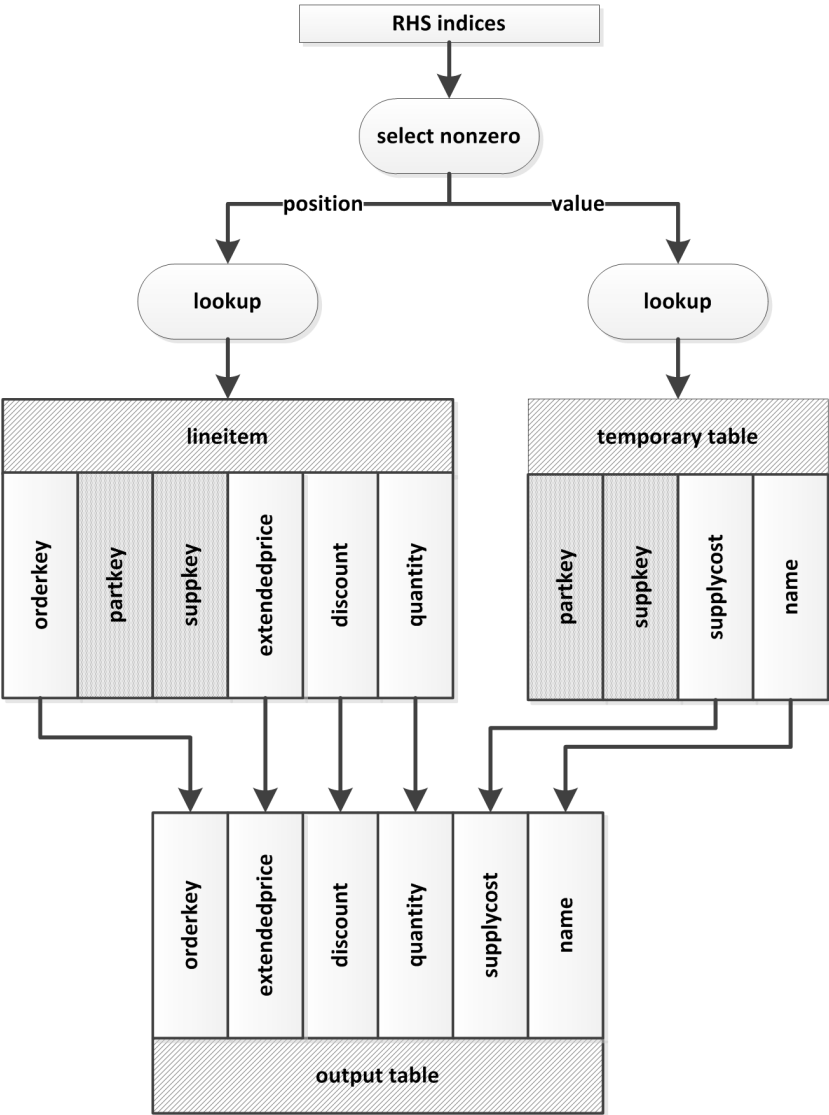 RHS indices
select nonzero
position
value
lookup
lookup
lineitem
temporary table
orderkey
partkey
suppkey
extendedprice
discount
quantity
partkey
suppkey
supplycost
name
orderkey
extendedprice
discount
quantity
supplycost
name
output table